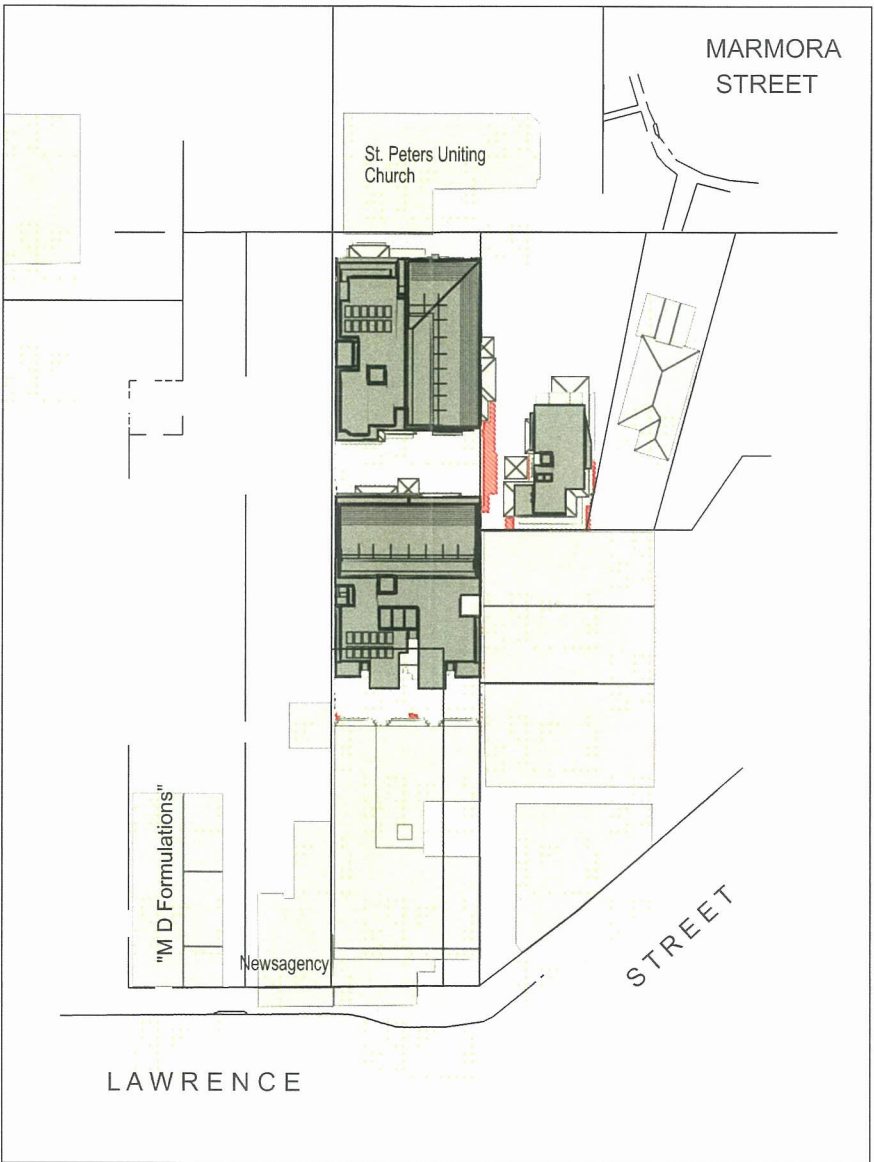 MARMORA
STREET
St. Peters Uniting
Church
"M D Formulations"
Newsagency
STREET
LAWRENCE